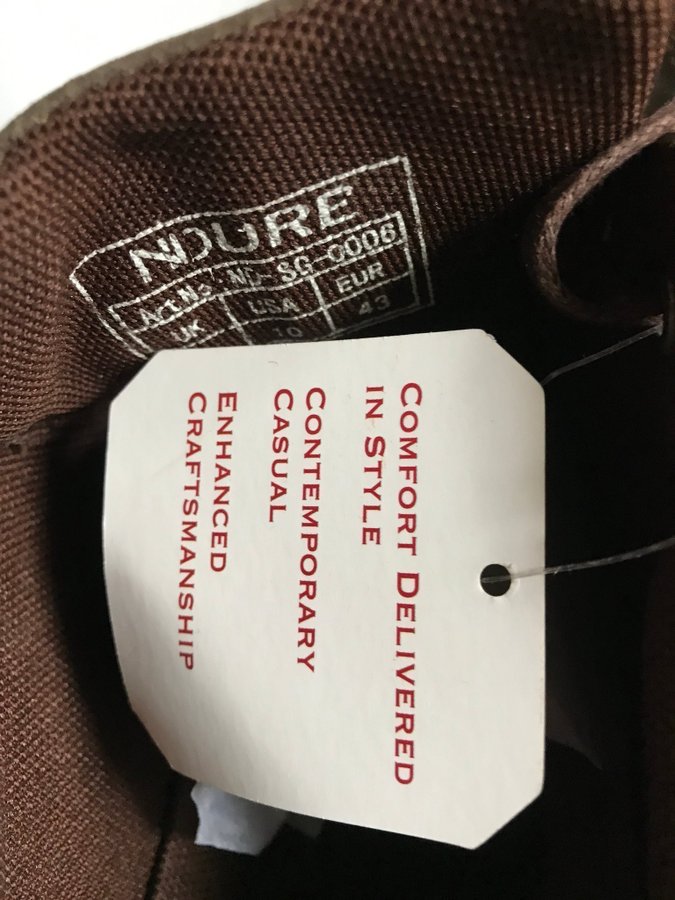 NDURE
Art.No. ND-SG-0006
UK USA EUR
10 43
COMFORT DELIVERED
IN STYLE
CONTEMPORARY
CASUAL
ENHANCED
CRAFTSMANSHIP